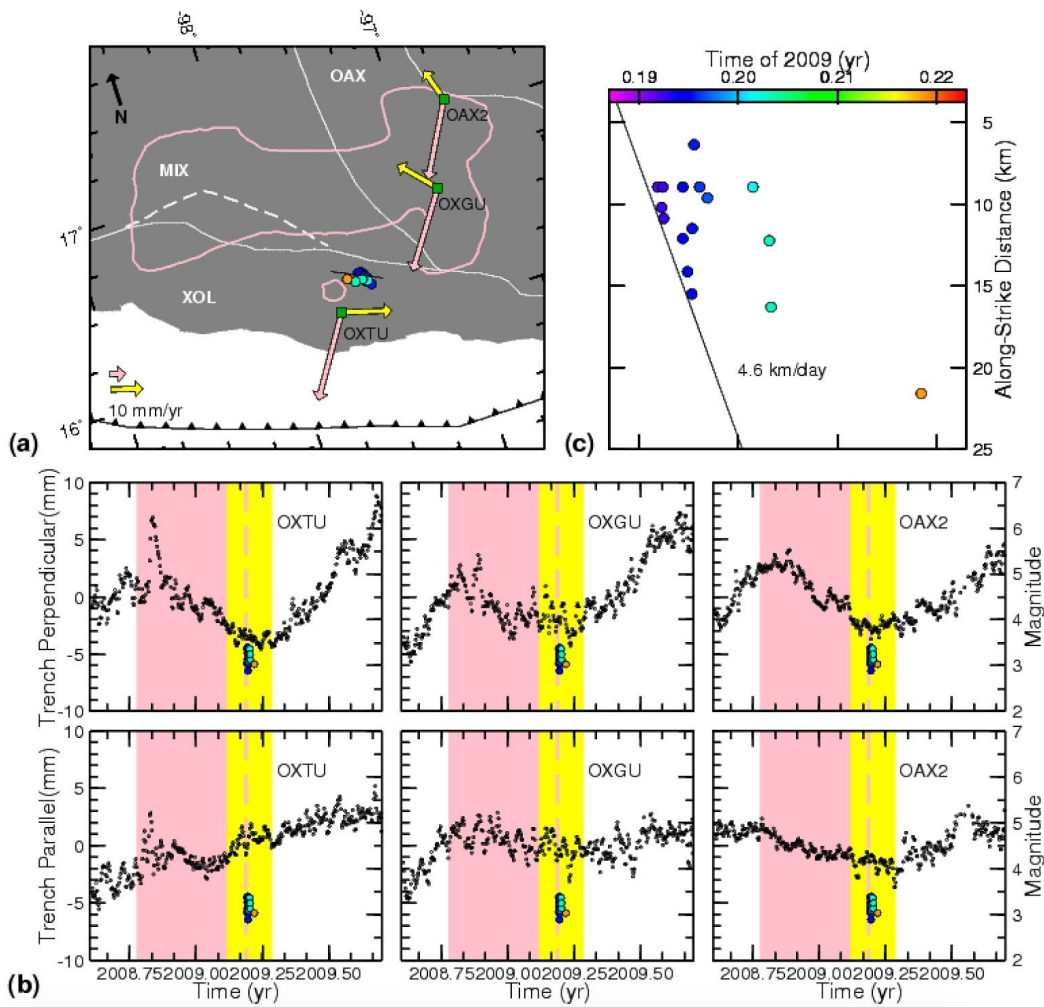 -98°
-97°
Time of 2009 (yr)
0.19 0.20 0.21 0.22
OAX
N
OAX2
MIX
OXGU
17°
XOL
OXTU
10 mm/yr
16°
(a)
5
10
15
20
25
Along-Strike Distance (km)
4.6 km/day
(c)
Trench Perpendicular(mm)
10
5
0
-5
-10
OXTU
OXGU
OAX2
7
6
5
4
3
2
Magnitude
Trench Parallel(mm)
10
5
0
-5
-10
OXTU
OXGU
OAX2
7
6
5
4
3
2
Magnitude
2008.75 2009.00 2009.25 2009.50
2008.75 2009.00 2009.25 2009.50
2008.75 2009.00 2009.25 2009.50
Time (yr)
Time (yr)
Time (yr)
(b)